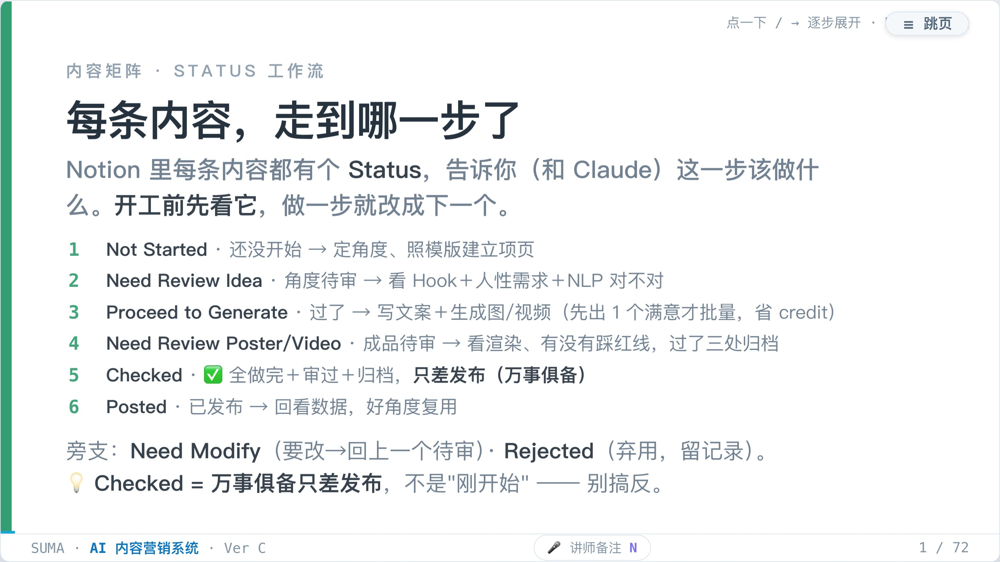 点一下 / → 逐步展开 ·
≡ 跳页
内容矩阵 · STATUS 工作流
每条内容，走到哪一步了
Notion 里每条内容都有个 Status，告诉你（和 Claude）这一步该做什
么。开工前先看它，做一步就改成下一个。
1 Not Started · 还没开始 → 定角度、照模版建立项页
2 Need Review Idea · 角度待审 → 看 Hook＋人性需求＋NLP 对不对
3 Proceed to Generate · 过了 → 写文案＋生成图/视频（先出 1 个满意才批量，省 credit）
4 Need Review Poster/Video · 成品待审 → 看渲染、有没有踩红线，过了三处归档
5 Checked · ✅ 全做完＋审过＋归档，只差发布（万事俱备）
6 Posted · 已发布 → 回看数据，好角度复用
旁支：Need Modify（要改→回上一个待审）· Rejected（弃用，留记录）。
💡 Checked = 万事俱备只差发布，不是"刚开始" —— 别搞反。
SUMA · AI 内容营销系统 · Ver C
🎤 讲师备注 N
1 / 72